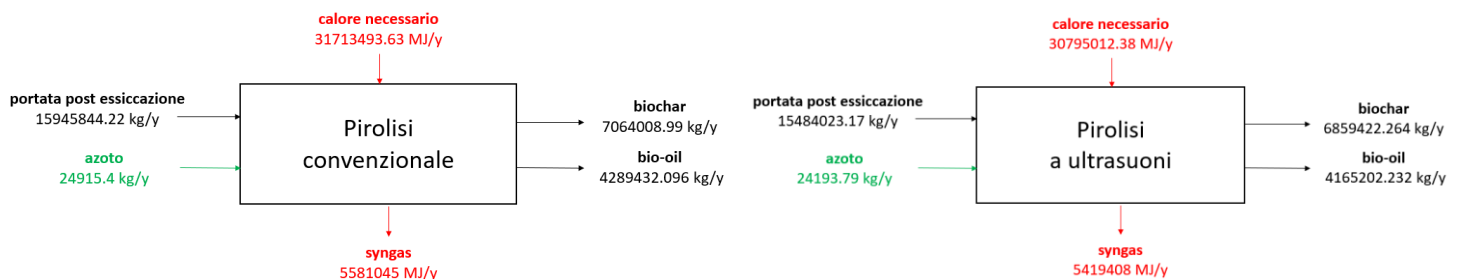 calore necessario
31713493.63 MJ/y
portata post essiccazione
15945844.22 kg/y
azoto
24915.4 kg/y
Pirolisi
convenzionale
biochar
7064008.99 kg/y
bio-oil
4289432.096 kg/y
syngas
5581045 MJ/y
calore necessario
30795012.38 MJ/y
portata post essiccazione
15484023.17 kg/y
azoto
24193.79 kg/y
Pirolisi
a ultrasuoni
biochar
6859422.264 kg/y
bio-oil
4165202.232 kg/y
syngas
5419408 MJ/y